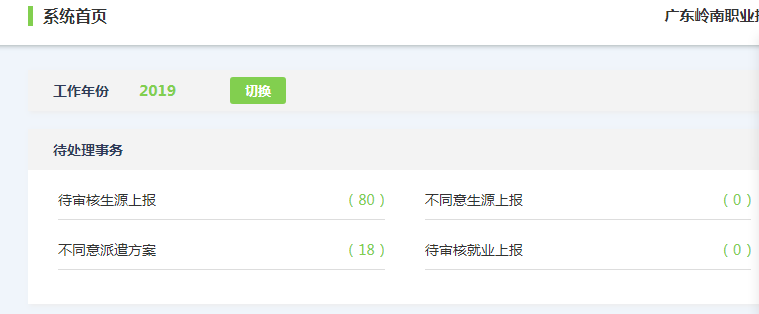 系统首页
广东岭南职业
工作年份 2019 切换
待处理事务
待审核生源上报 ( 80 ) 不同意生源上报 ( 0 )
不同意派遣方案 ( 18 ) 待审核就业上报 ( 0 )